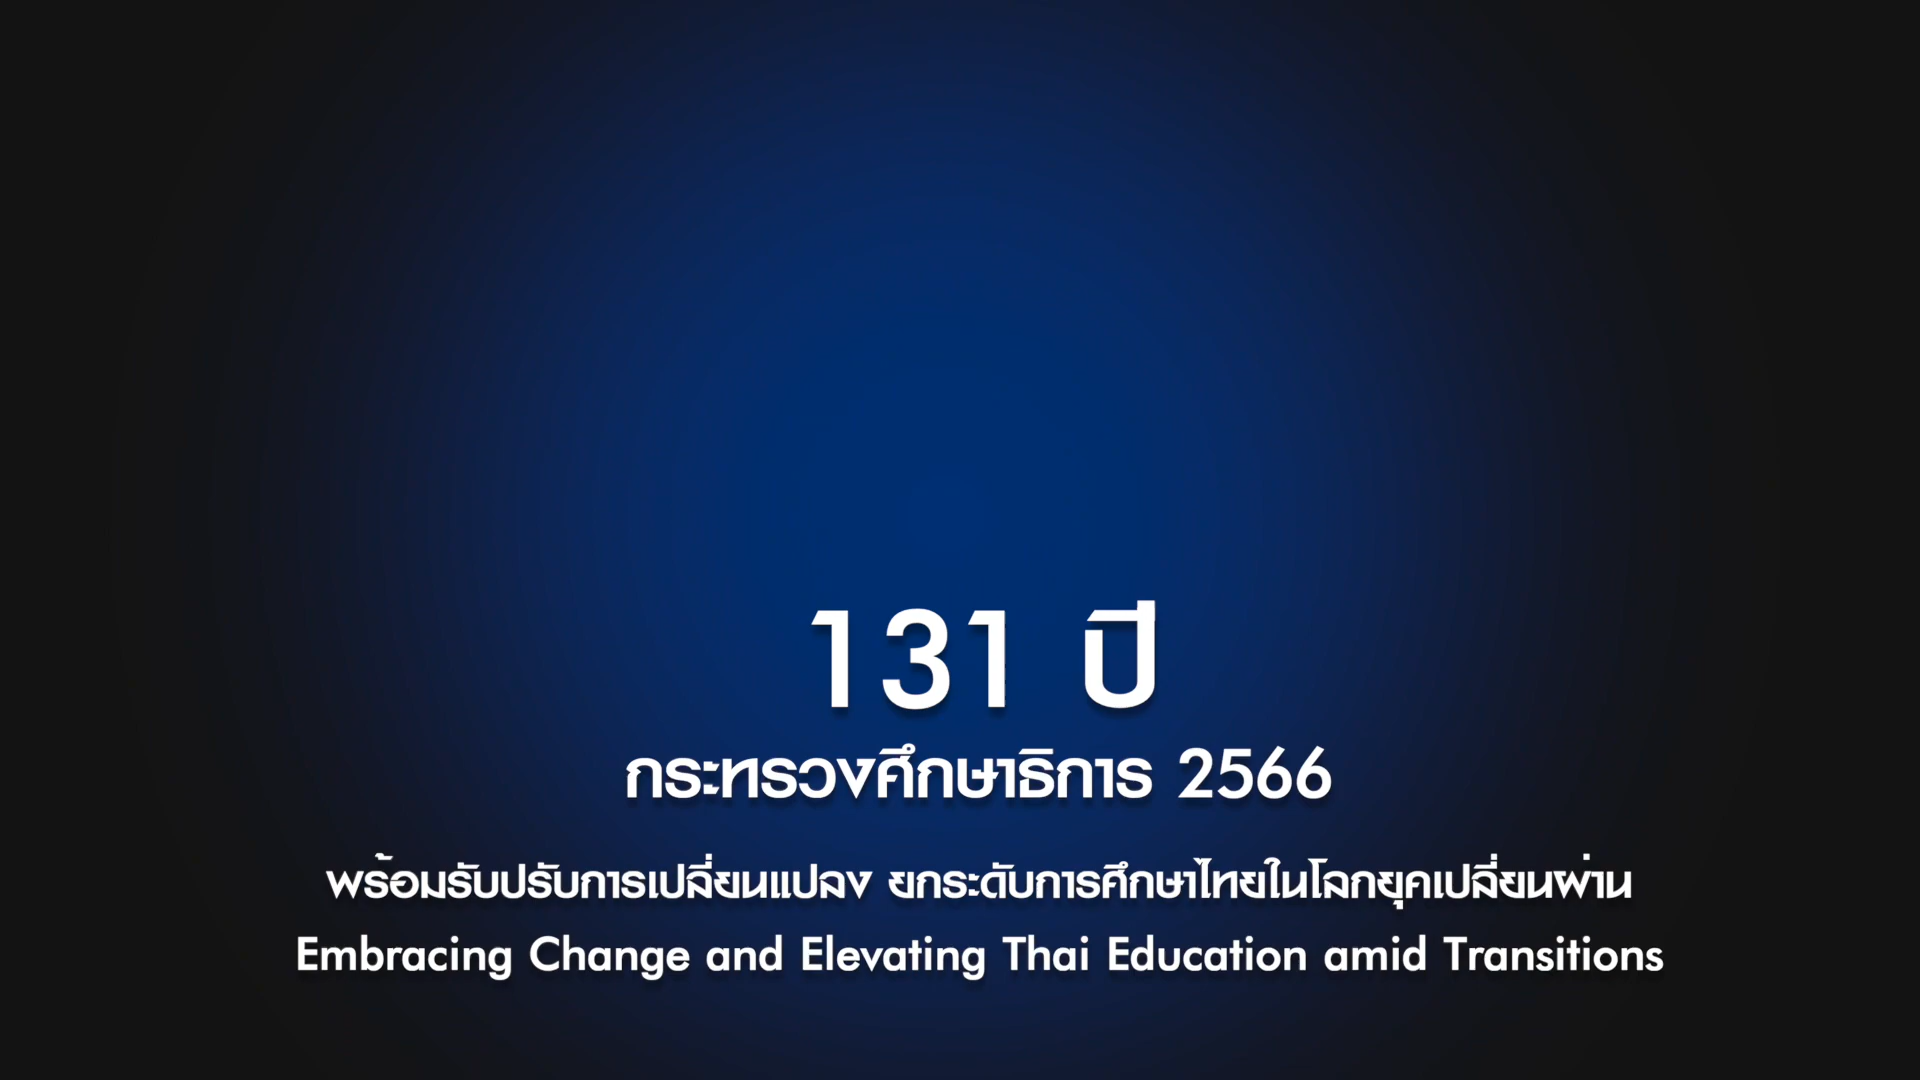 131 ปี
กระทรวงศึกษาธิการ 2566
พร้อมรับปรับการเปลี่ยนแปลง ยกระดับการศึกษาไทยในโลกยุคเปลี่ยนผ่าน
Embracing Change and Elevating Thai Education amid Transitions